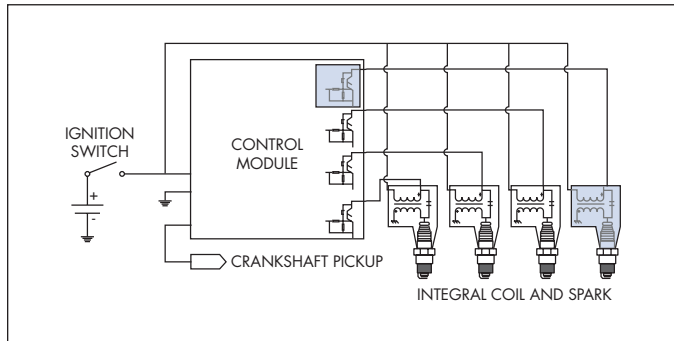 IGNITION
SWITCH
CONTROL
MODULE
+
-
CRANKSHAFT PICKUP
INTEGRAL COIL AND SPARK